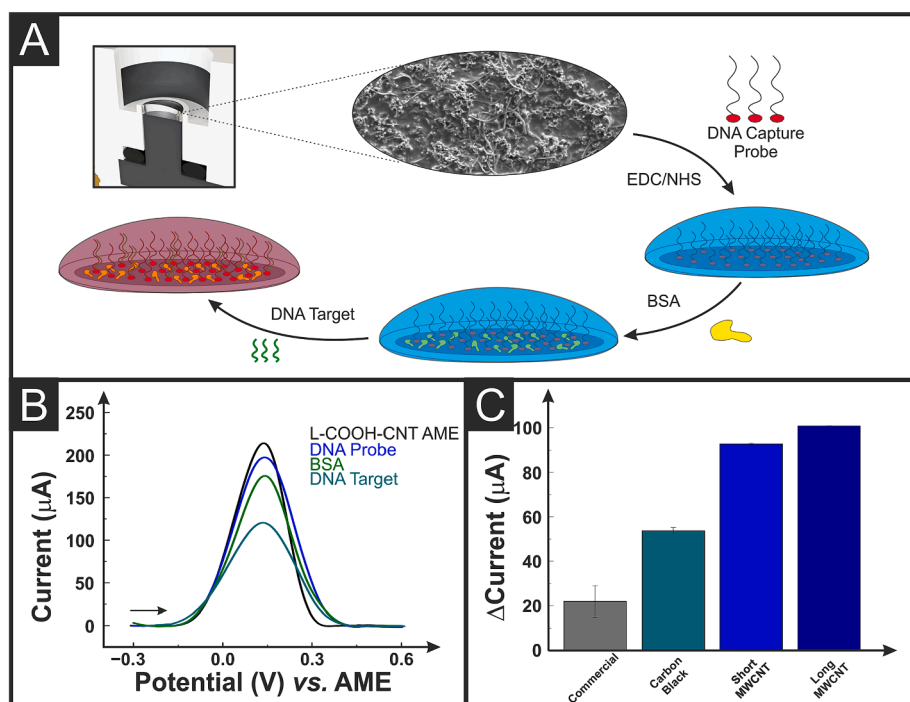 A
DNA Capture
Probe
EDC/NHS
BSA
DNA Target
B
250
200
150
100
50
0
Current (μA)
L-COOH-CNT AME
DNA Probe
BSA
DNA Target
−0.3
0.0
0.3
0.6
Potential (V) vs. AME
C
100
80
60
40
20
0
ΔCurrent (μA)
Commercial
Carbon
Black
Short
MWCNT
Long
MWCNT